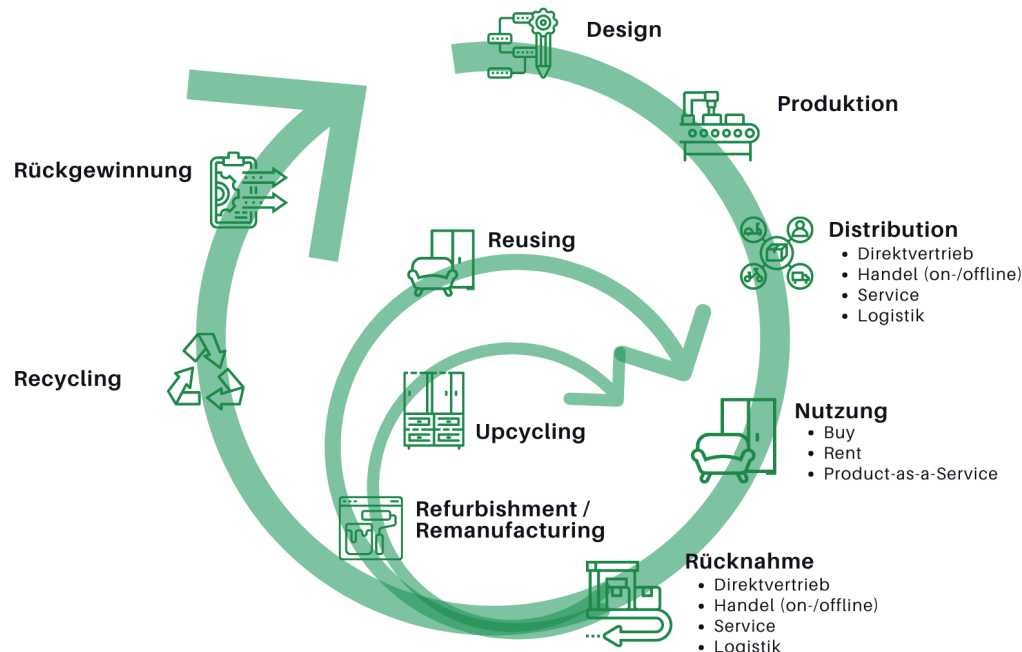 Design
Produktion
Rückgewinnung
Distribution
• Direktvertrieb
• Handel (on-/offline)
• Service
• Logistik
Reusing
Recycling
Nutzung
• Buy
• Rent
• Product-as-a-Service
Upcycling
Refurbishment /
Remanufacturing
Rücknahme
• Direktvertrieb
• Handel (on-/offline)
• Service
• Logistik